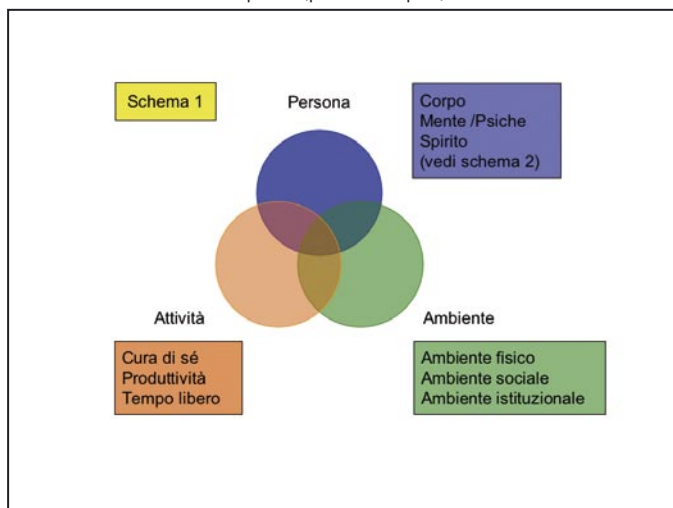 Schema 1
Persona
Corpo
Mente /Psiche
Spirito
(vedi schema 2)
Attività
Ambiente
Cura di sé
Produttività
Tempo libero
Ambiente fisico
Ambiente sociale
Ambiente istituzionale